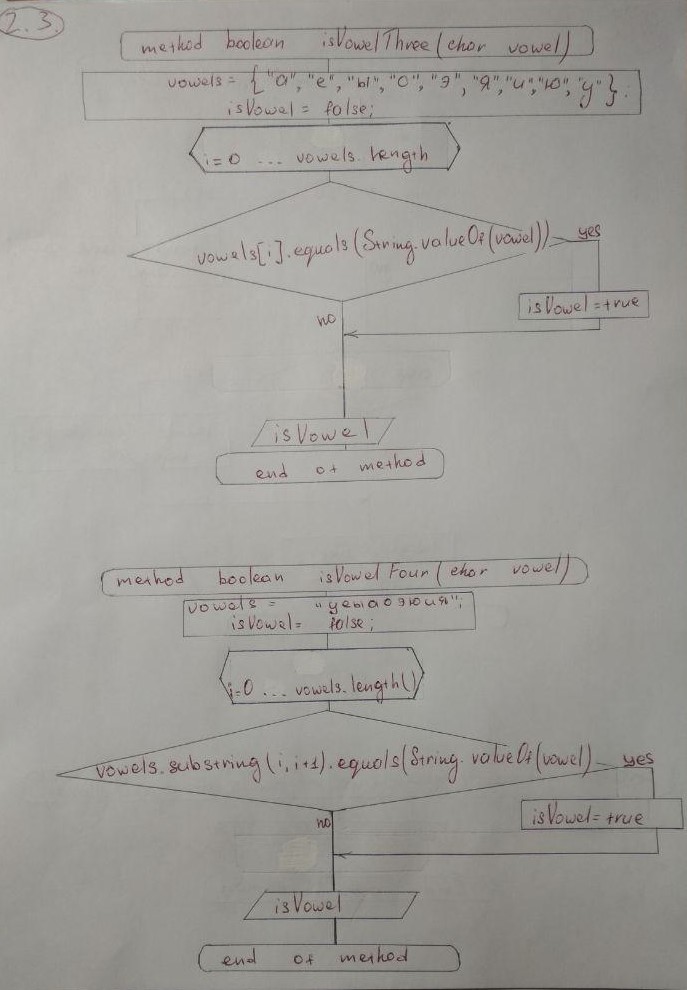 2.3.
method boolean isVowelThree (char vowel)
vowels = {"а", "е", "ы", "о", "э", "я", "и", "ю", "у"};
isVowel = false;
i=0 ... vowels.length
vowels[i].equals(String.valueOf(vowel))
yes
isVowel=true
no
isVowel
end of method
method boolean isVowel Four (char vowel)
vowels = "уеыаоэюия";
isVowel= false;
i=0 ... vowels.length()
vowels.substring(i,i+1).equals(String.valueOf(vowel)
yes
isVowel=true
no
isVowel
end of method